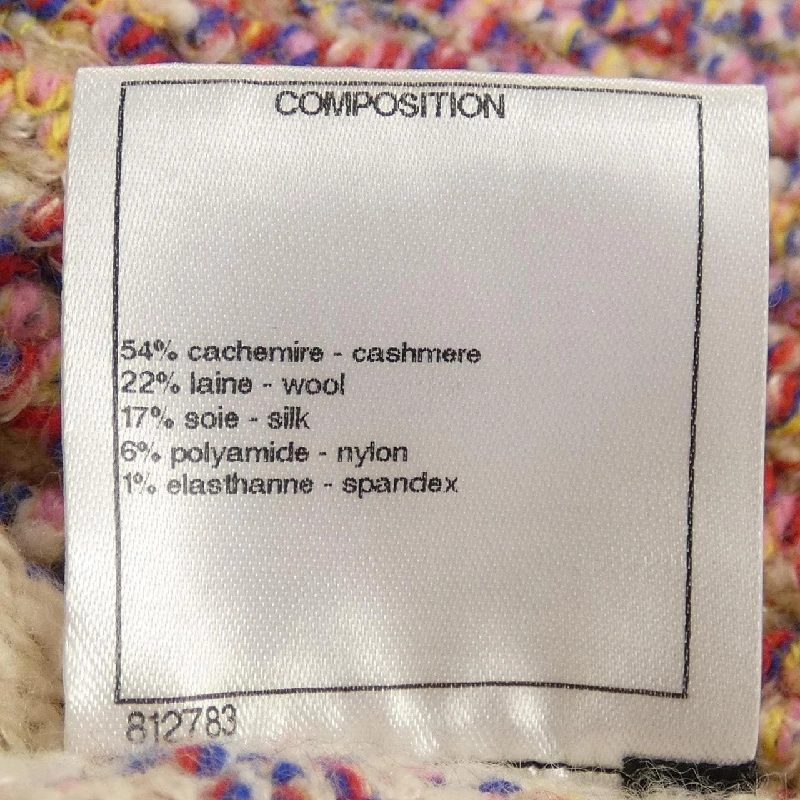 COMPOSITION
54% cachemire - cashmere
22% laine - wool
17% soie - silk
6% polyamide - nylon
1% elasthanne - spandex
812783